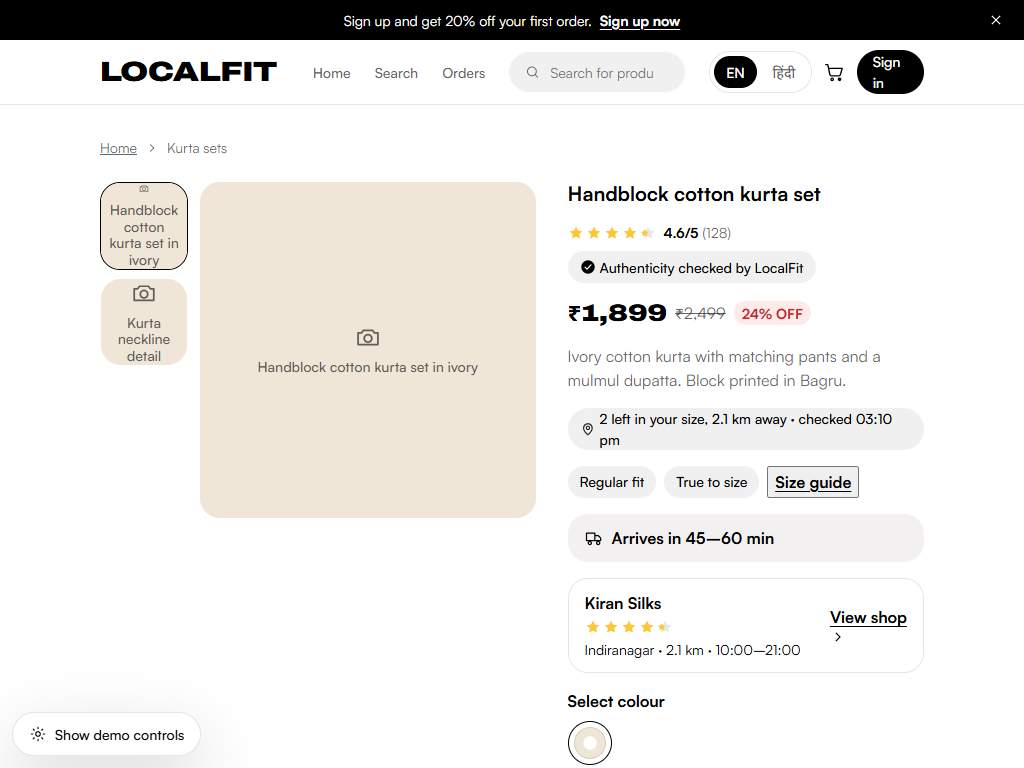 Sign up and get 20% off your first order. Sign up now
LOCALFIT
Home
Search
Orders
Search for produ
EN
हिंदी
Sign
in
Home
Kurta sets
Handblock
cotton
kurta set in
ivory
Kurta
neckline
detail
Handblock cotton kurta set in ivory
Handblock cotton kurta set
4.6/5 (128)
Authenticity checked by LocalFit
₹1,899 ₹2,499 24% OFF
Ivory cotton kurta with matching pants and a
mulmul dupatta. Block printed in Bagru.
2 left in your size, 2.1 km away · checked 03:10
pm
Regular fit
True to size
Size guide
Arrives in 45–60 min
Kiran Silks
View shop
Indiranagar · 2.1 km · 10:00–21:00
Select colour
Show demo controls